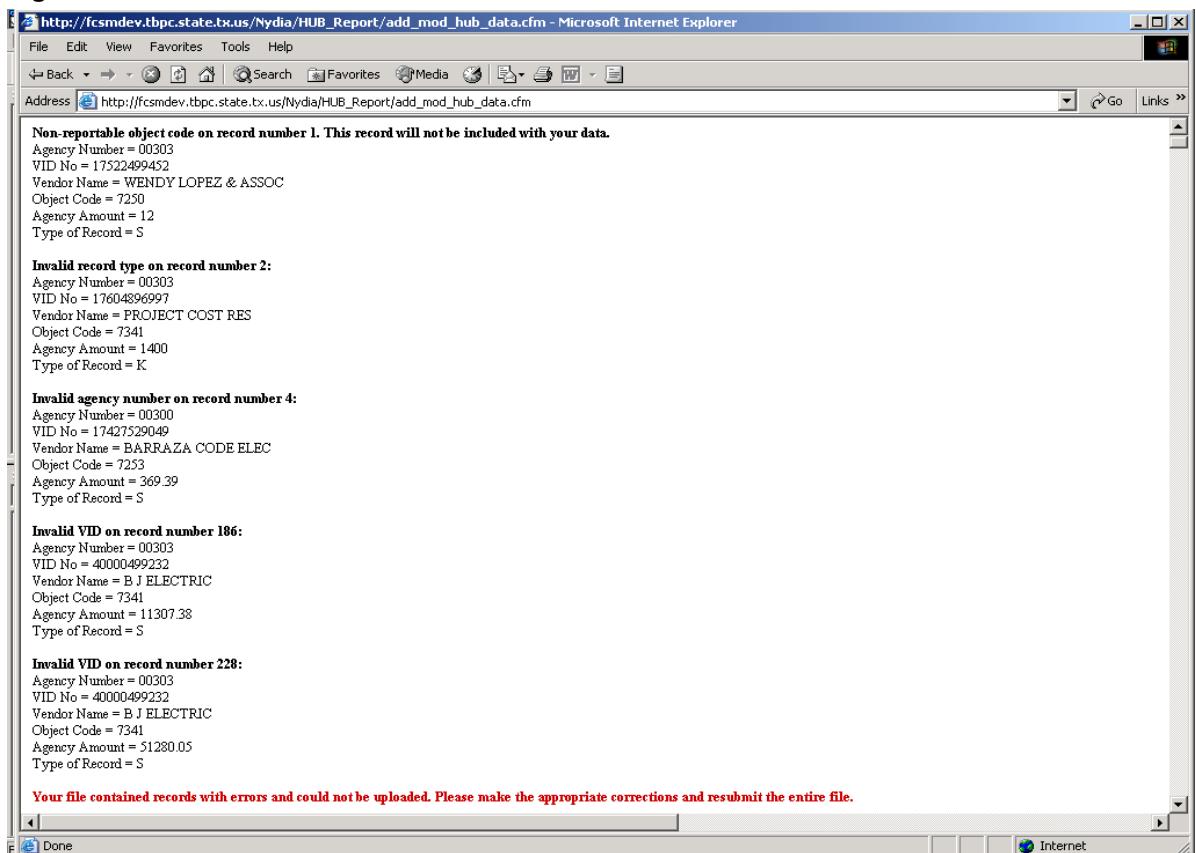 http://fcsmdev.tbpc.state.tx.us/Nydia/HUB_Report/add_mod_hub_data.cfm - Microsoft Internet Explorer
File Edit View Favorites Tools Help
Back Search Favorites Media
Address http://fcsmdev.tbpc.state.tx.us/Nydia/HUB_Report/add_mod_hub_data.cfm Go Links »
Non-reportable object code on record number 1. This record will not be included with your data.
Agency Number = 00303
VID No = 17522499452
Vendor Name = WENDY LOPEZ & ASSOC
Object Code = 7250
Agency Amount = 12
Type of Record = S
Invalid record type on record number 2:
Agency Number = 00303
VID No = 17604896997
Vendor Name = PROJECT COST RES
Object Code = 7341
Agency Amount = 1400
Type of Record = K
Invalid agency number on record number 4:
Agency Number = 00300
VID No = 17427529049
Vendor Name = BARRAZA CODE ELEC
Object Code = 7253
Agency Amount = 369.39
Type of Record = S
Invalid VID on record number 186:
Agency Number = 00303
VID No = 40000499232
Vendor Name = B J ELECTRIC
Object Code = 7341
Agency Amount = 11307.38
Type of Record = S
Invalid VID on record number 228:
Agency Number = 00303
VID No = 40000499232
Vendor Name = B J ELECTRIC
Object Code = 7341
Agency Amount = 51280.05
Type of Record = S
Your file contained records with errors and could not be uploaded. Please make the appropriate corrections and resubmit the entire file.
Done Internet